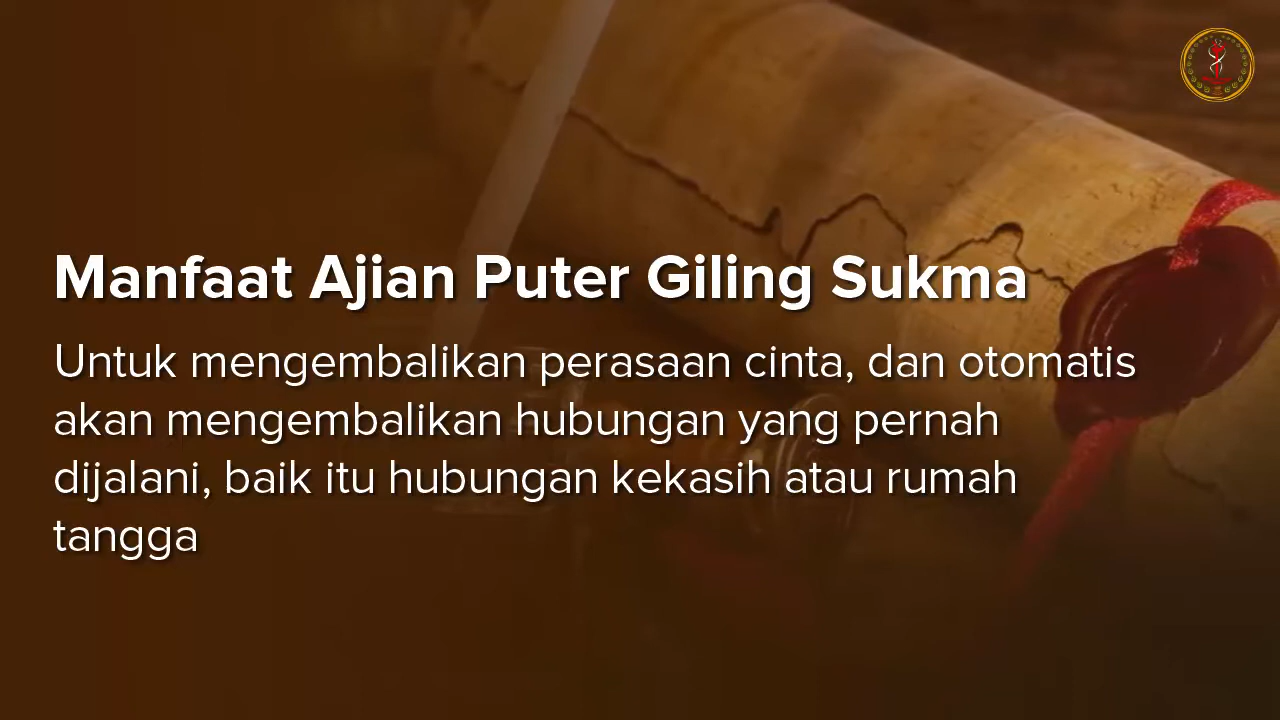 Manfaat Ajian Puter Giling Sukma
Untuk mengembalikan perasaan cinta, dan otomatis
akan mengembalikan hubungan yang pernah
dijalani, baik itu hubungan kekasih atau rumah
tangga